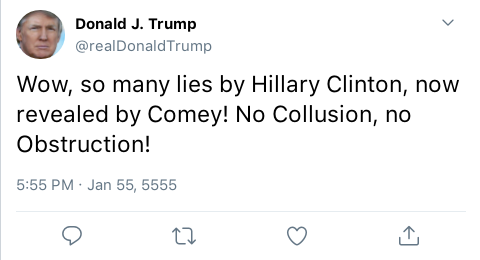 Donald J. Trump
@realDonaldTrump
Wow, so many lies by Hillary Clinton, now
revealed by Comey! No Collusion, no
Obstruction!
5:55 PM · Jan 55, 5555